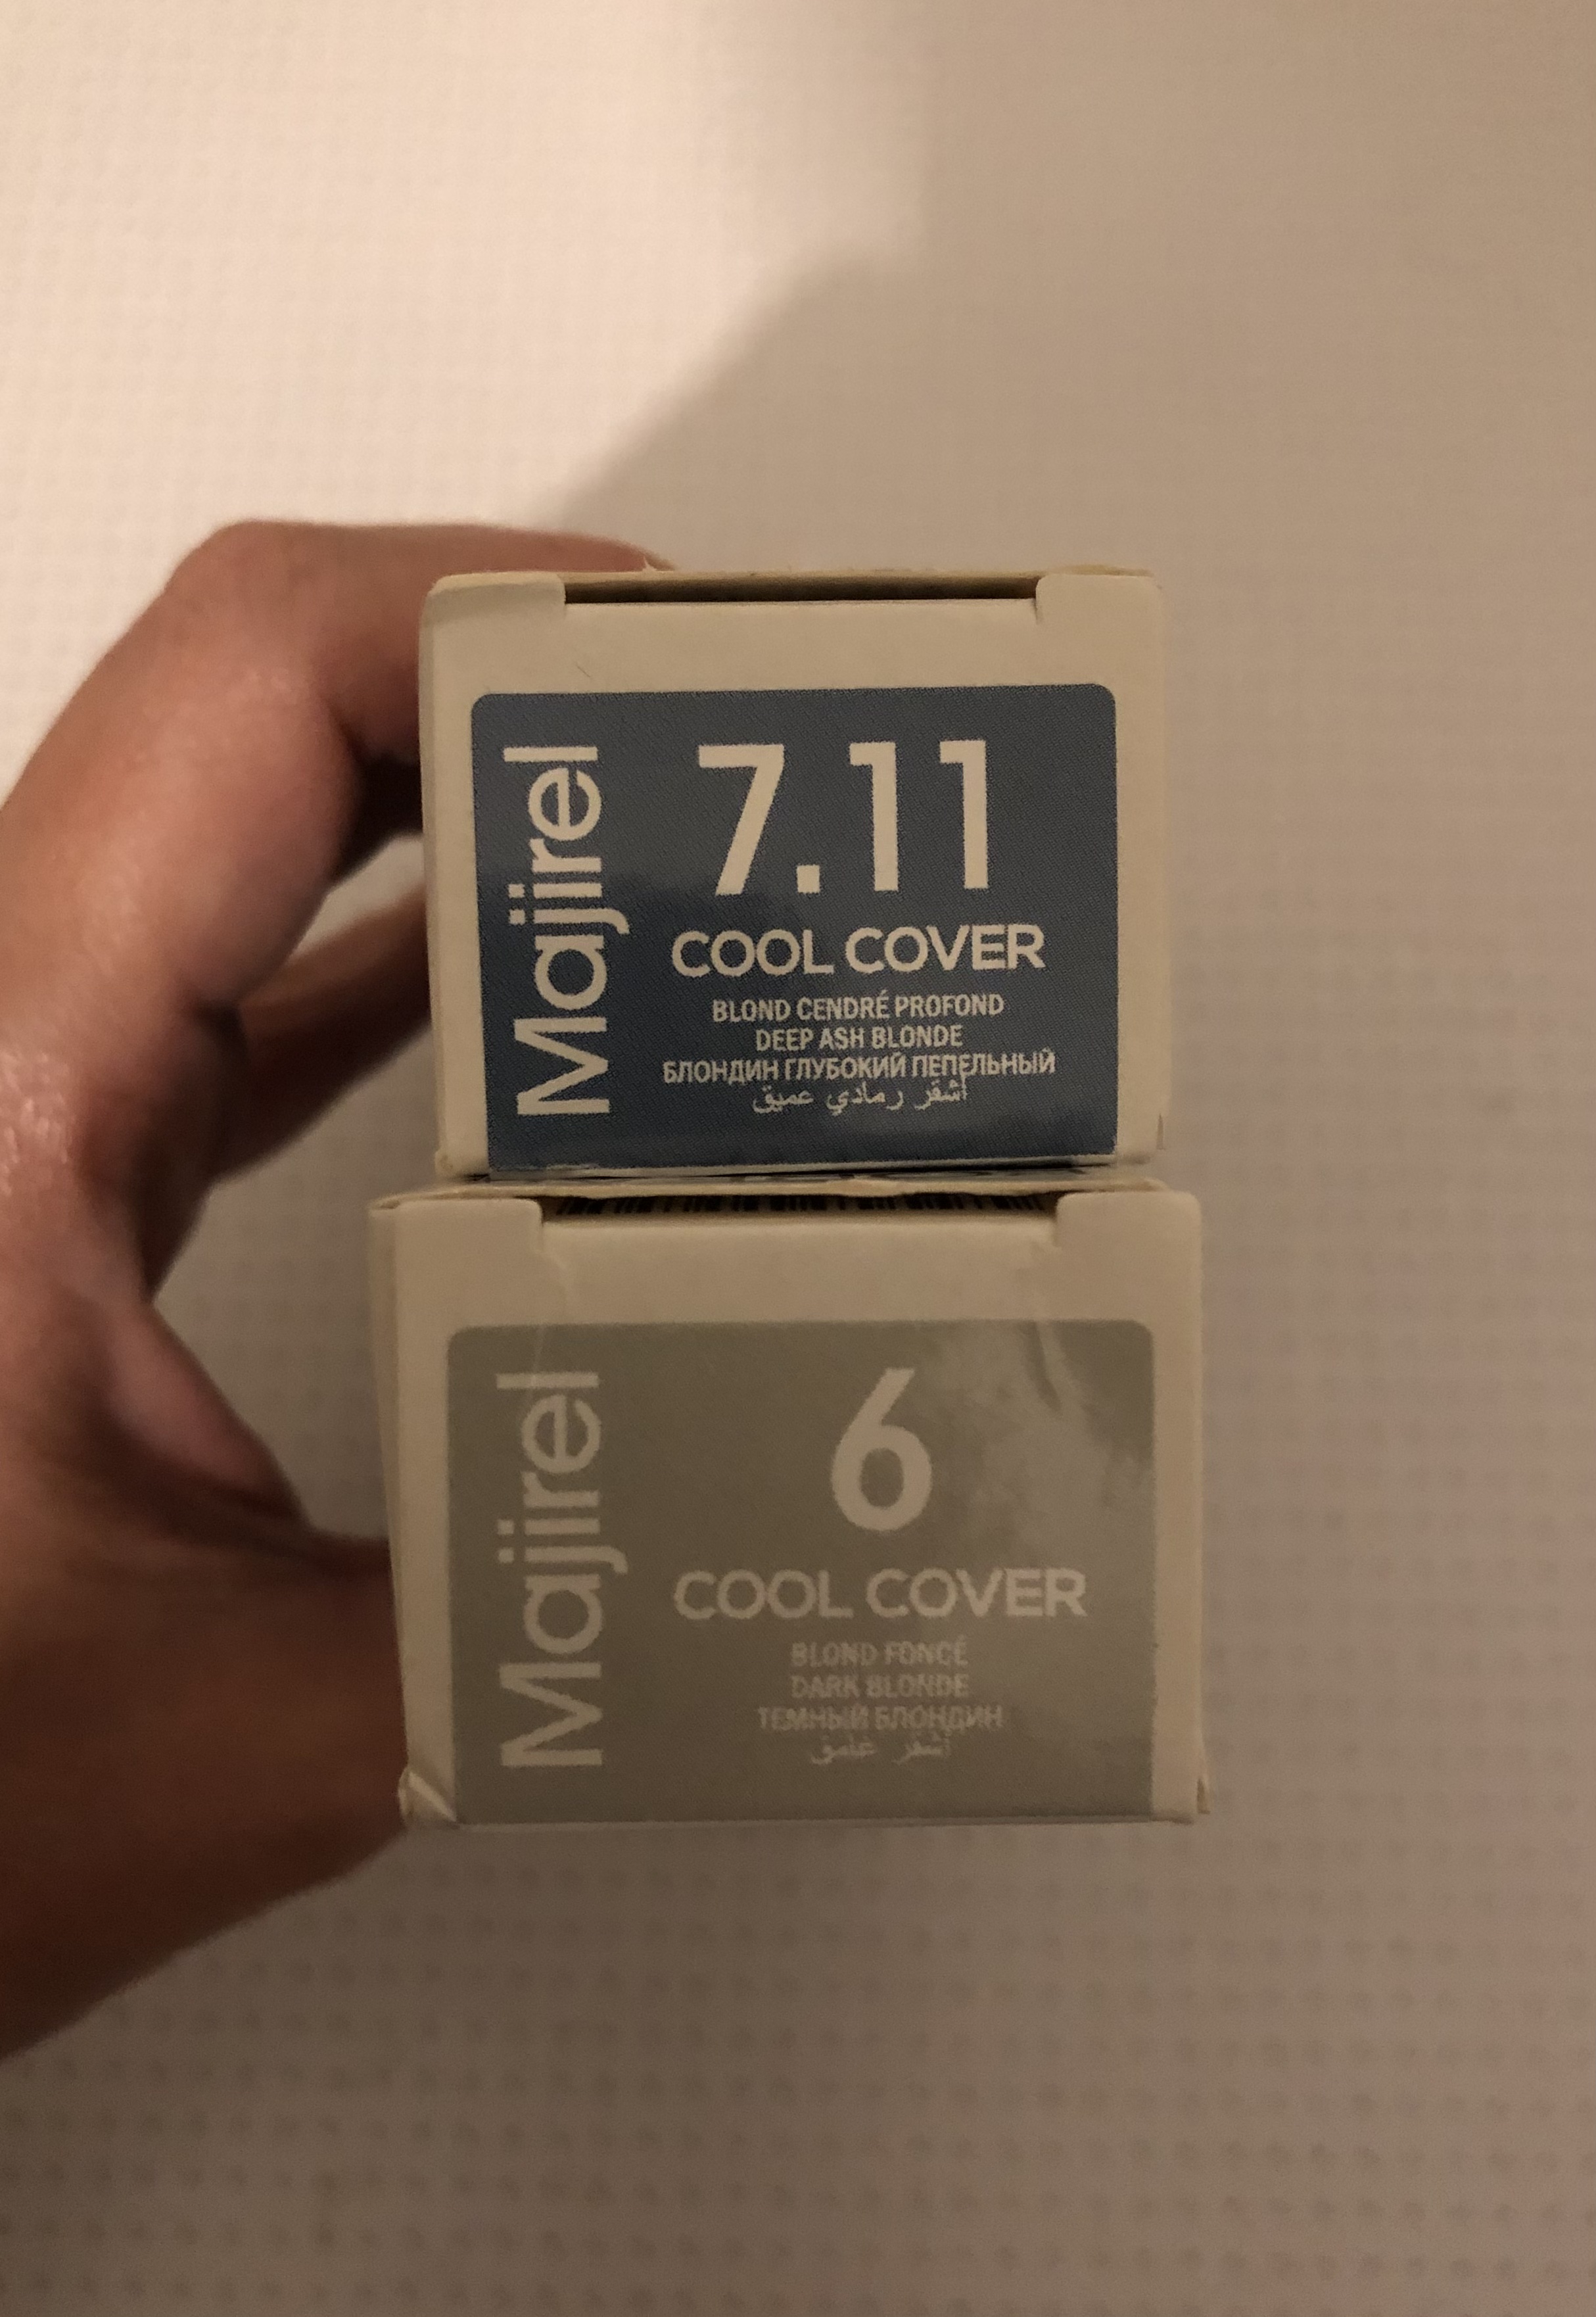 Majirel
7.11
COOL COVER
BLOND CENDRÉ PROFOND
DEEP ASH BLONDE
БЛОНДИН ГЛУБОКИЙ ПЕПЕЛЬНЫЙ
أشقر رمادي عميق
Majirel
6
COOL COVER
BLOND FONCÉ
DARK BLONDE
ТЕМНЫЙ БЛОНДИН
أشقر غامق